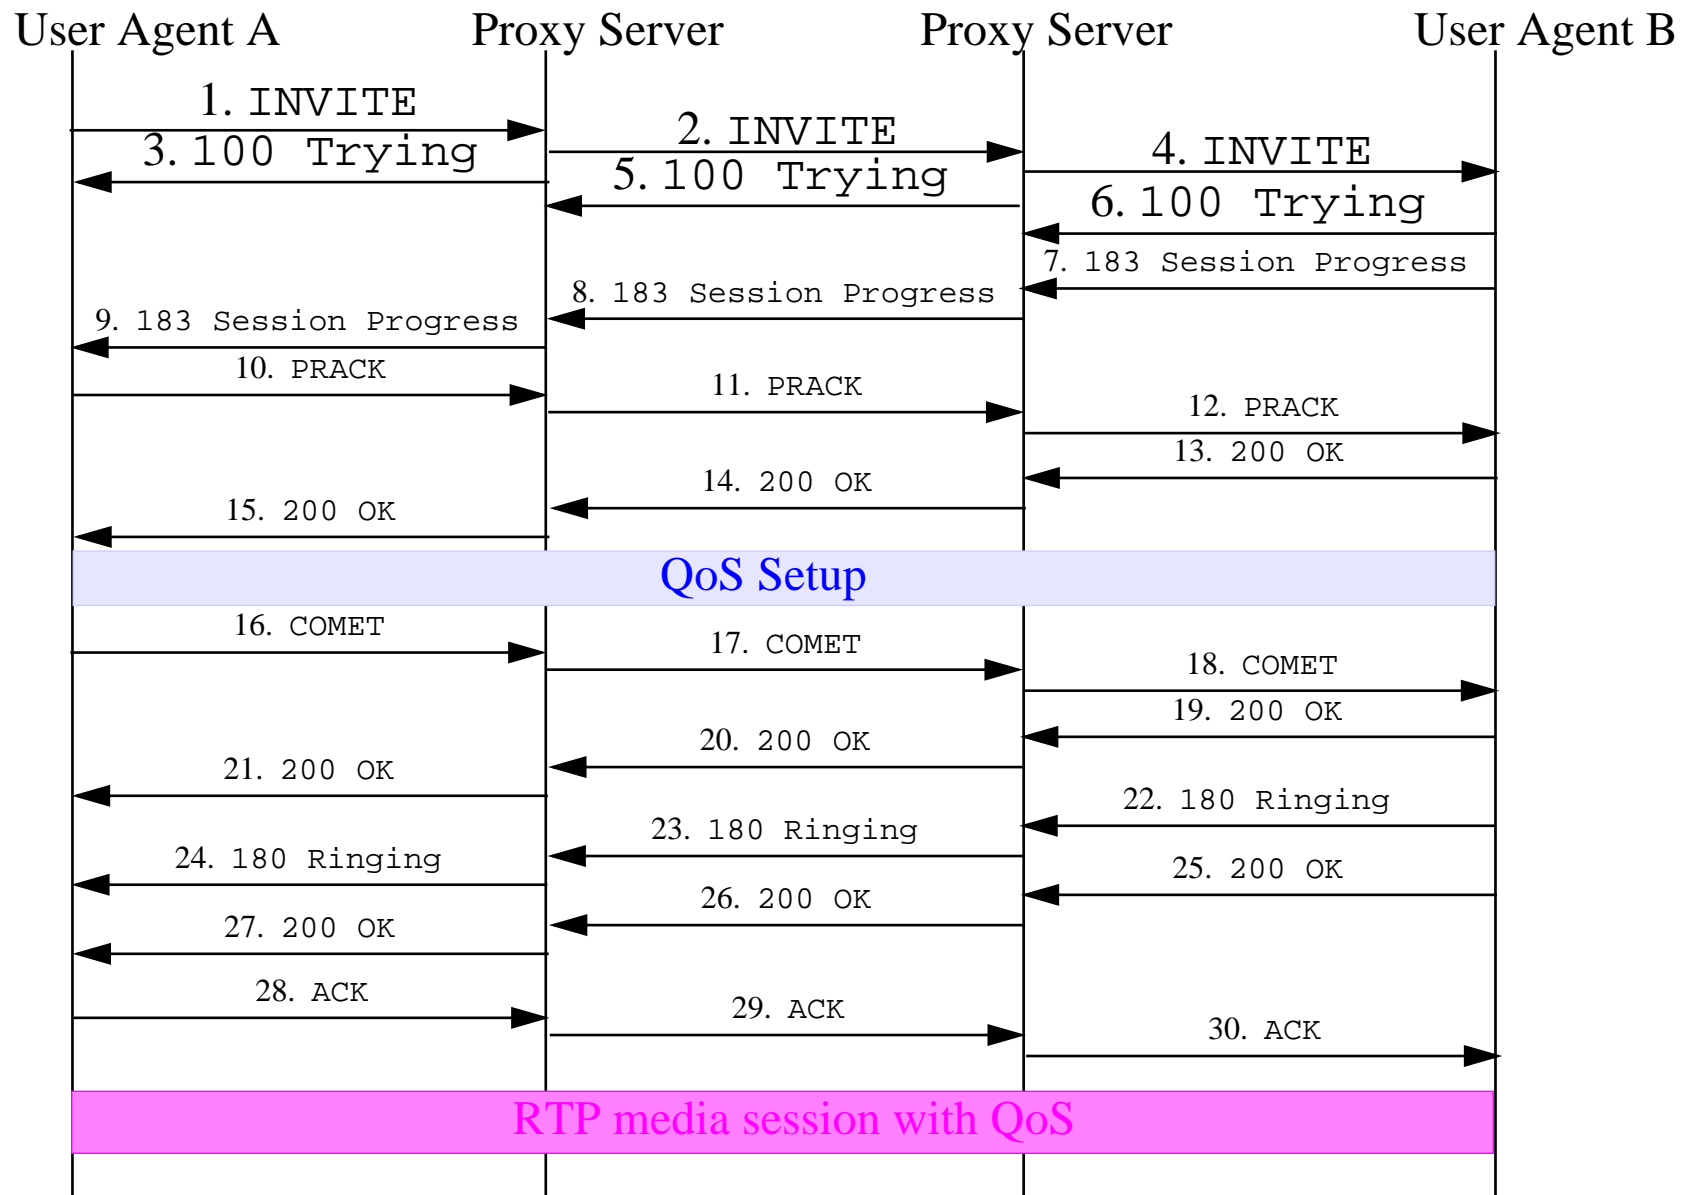 User Agent A
Proxy Server
Proxy Server
User Agent B
1. INVITE
2. INVITE
3. 100 Trying
4. INVITE
5. 100 Trying
6. 100 Trying
7. 183 Session Progress
8. 183 Session Progress
9. 183 Session Progress
10. PRACK
11. PRACK
12. PRACK
13. 200 OK
14. 200 OK
15. 200 OK
QoS Setup
16. COMET
17. COMET
18. COMET
19. 200 OK
20. 200 OK
21. 200 OK
22. 180 Ringing
23. 180 Ringing
24. 180 Ringing
25. 200 OK
26. 200 OK
27. 200 OK
28. ACK
29. ACK
30. ACK
RTP media session with QoS